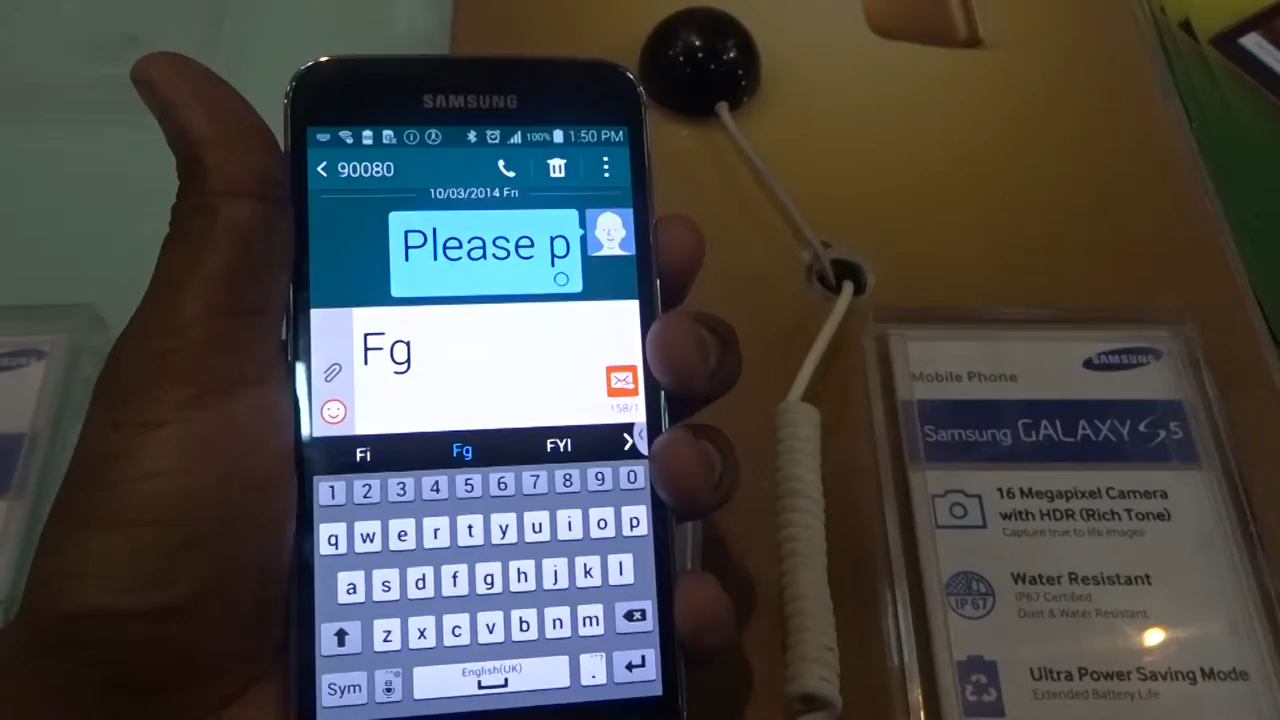 SAMSUNG
100% 1:50 PM
90080
10/03/2014 Fri
Please p
Fg
158/1
Fi Fg FYI
1 2 3 4 5 6 7 8 9 0
q w e r t y u i o p
a s d f g h j k l
z x c v b n m
Sym English(UK) .
SAMSUNG
Mobile Phone
Samsung GALAXY S5
16 Megapixel Camera
with HDR (Rich Tone)
Capture true to life images
IP67
Water Resistant
IP67 Certified
Dust & Water Resistant
Ultra Power Saving Mode
Extended Battery Life